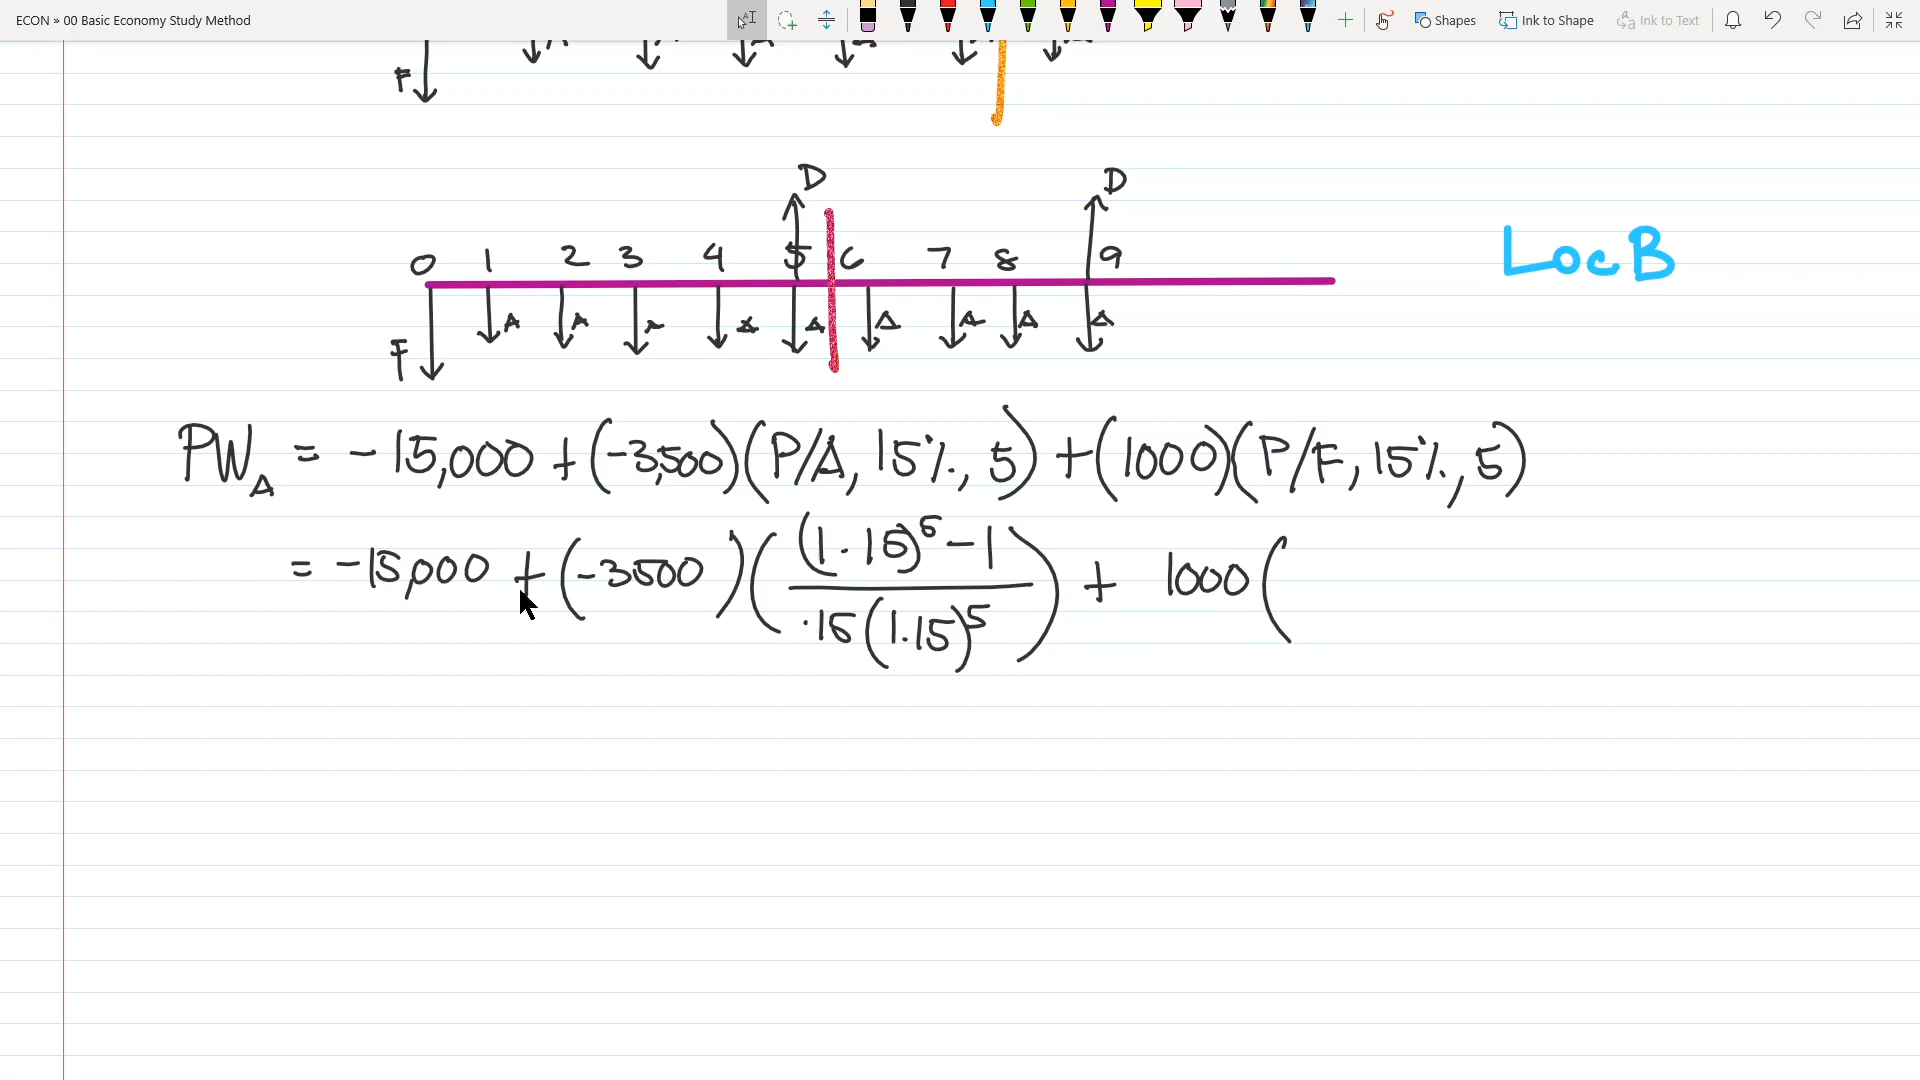 ECON » 00 Basic Economy Study Method
Shapes Ink to Shape Ink to Text
F
D D
0 1 2 3 4 5 6 7 8 9
Loc B
A A A A A A A A A
F
PW_A = -15,000 + (-3,500)(P/A, 15%, 5) + (1000)(P/F, 15%, 5)
= -15,000 + (-3500)(((1.15)^5 - 1)/(.15(1.15)^5)) + 1000(